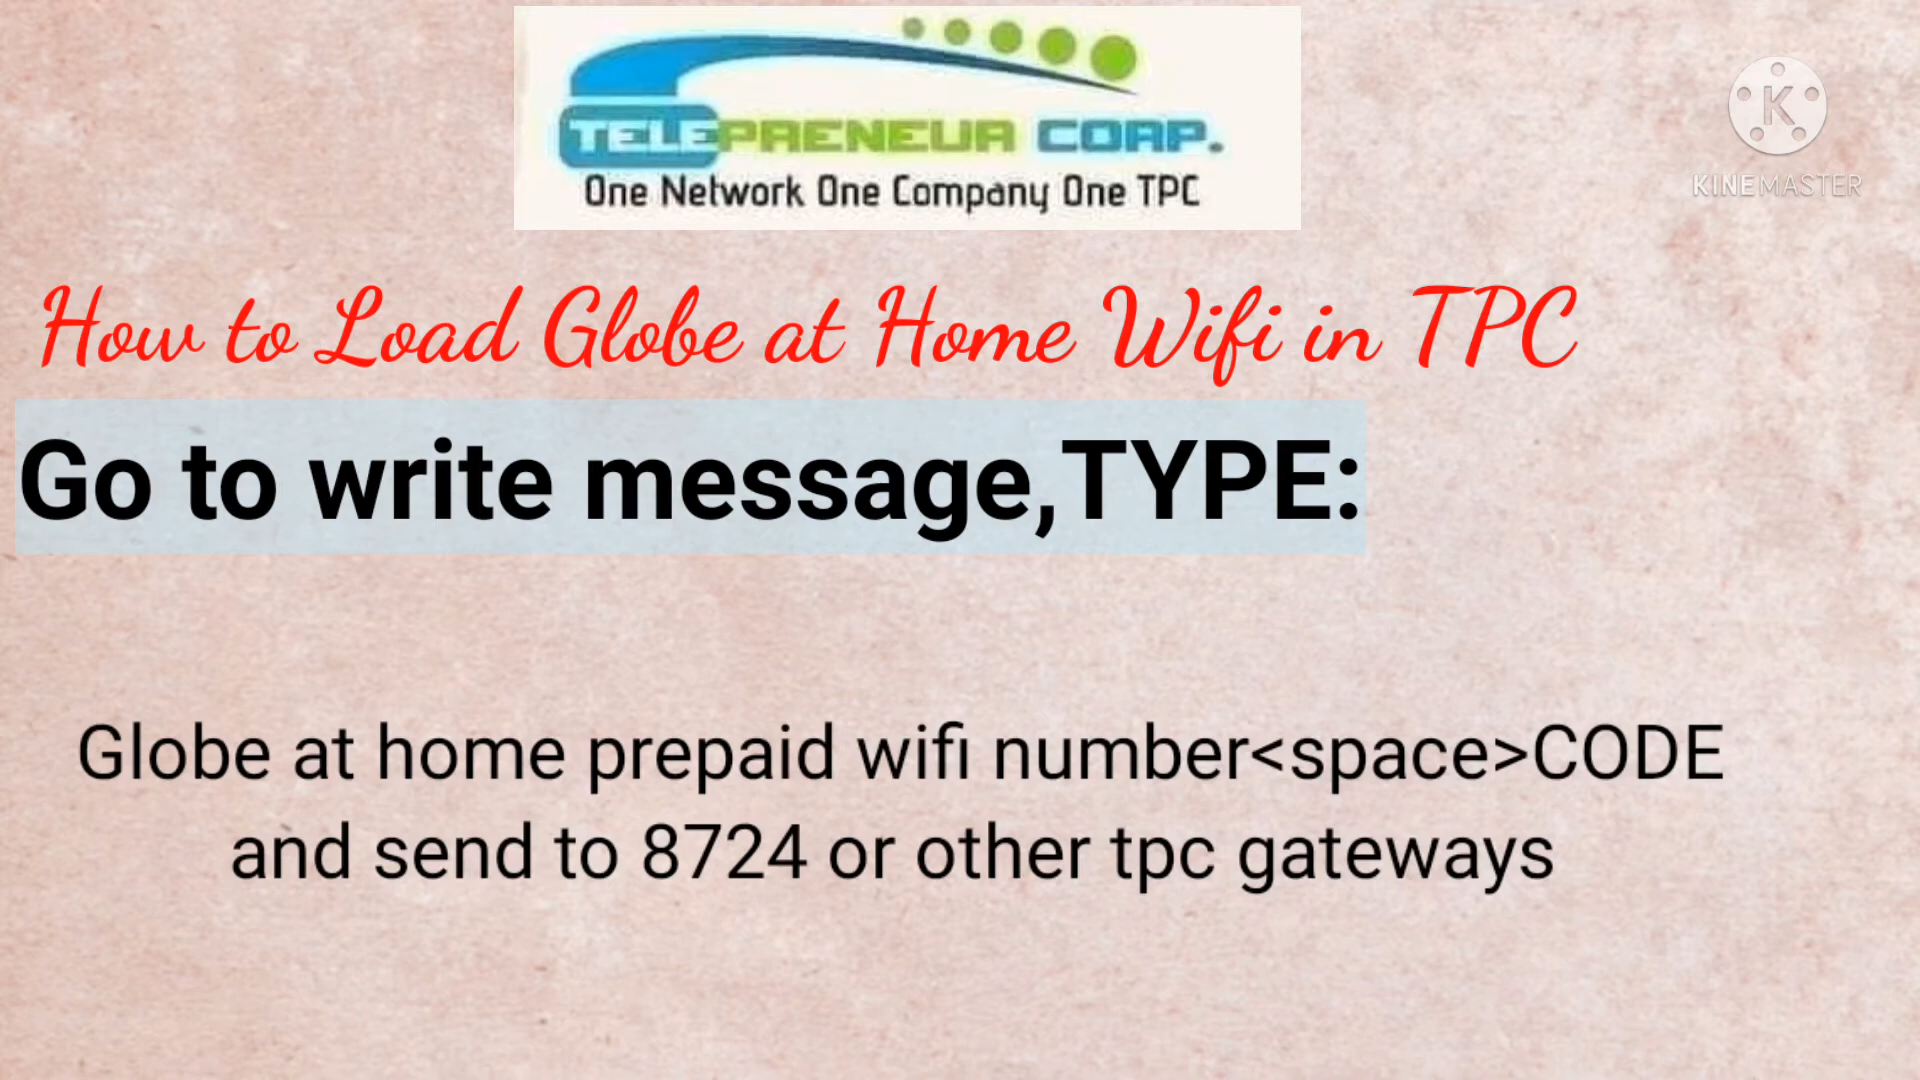 TELEPRENEUR CORP.
One Network One Company One TPC
K
KINEMASTER
How to Load Globe at Home Wifi in TPC
Go to write message,TYPE:
Globe at home prepaid wifi number<space>CODE
and send to 8724 or other tpc gateways